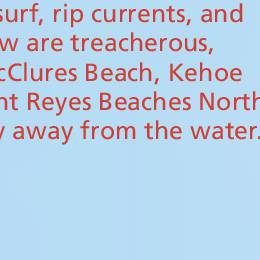 surf, rip currents, and
w are treacherous,
cClures Beach, Kehoe
nt Reyes Beaches North
y away from the water.